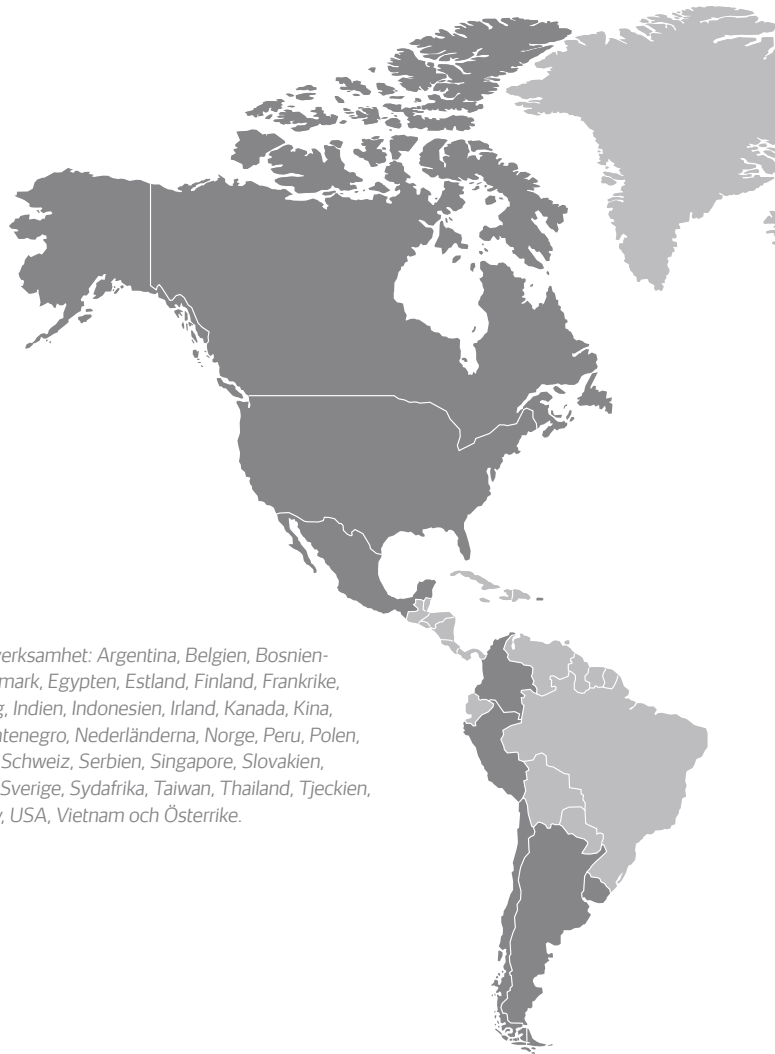 verksamhet: Argentina, Belgien, Bosnien-
mark, Egypten, Estland, Finland, Frankrike,
g, Indien, Indonesien, Irland, Kanada, Kina,
ntenegro, Nederländerna, Norge, Peru, Polen,
Schweiz, Serbien, Singapore, Slovakien,
Sverige, Sydafrika, Taiwan, Thailand, Tjeckien,
y, USA, Vietnam och Österrike.